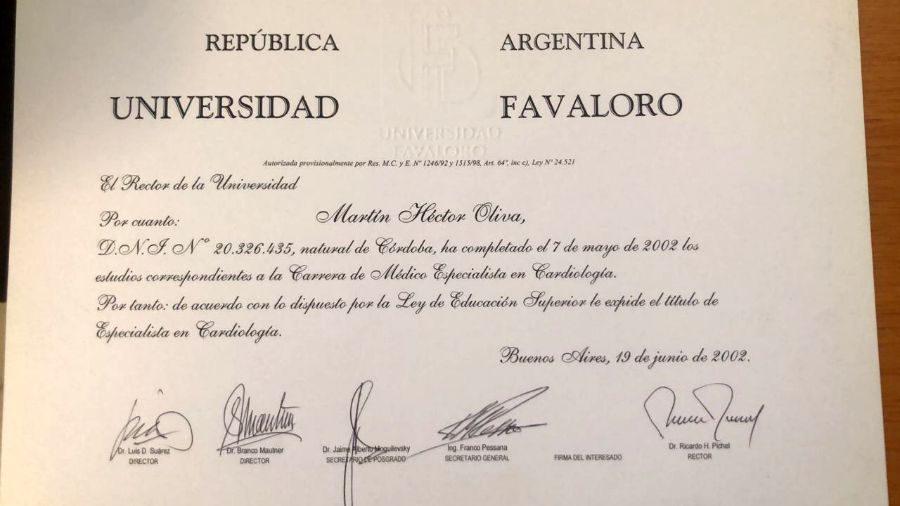 REPÚBLICA ARGENTINA
UNIVERSIDAD FAVALORO
UNIVERSIDAD
FAVALORO
Autorizada provisionalmente por Res. M.C. y E. Nº 1246/92 y 1515/98, Art. 64º, inc c), Ley Nº 24.521
El Rector de la Universidad
Por cuanto: Martín Héctor Oliva,
D.N.I. Nº 20.326.435, natural de Córdoba, ha completado el 7 de mayo de 2002 los
estudios correspondientes a la Carrera de Médico Especialista en Cardiología.
Por tanto: de acuerdo con lo dispuesto por la Ley de Educación Superior le expide el título de
Especialista en Cardiología.
Buenos Aires, 19 de junio de 2002.
Dr. Luis D. Suárez Dr. Branco Mautner Dr. Jaime Alberto Moguilevsky Ing. Franco Pessana Dr. Ricardo H. Pichel
DIRECTOR DIRECTOR SECRETARIO DE POSGRADO SECRETARIO GENERAL FIRMA DEL INTERESADO RECTOR